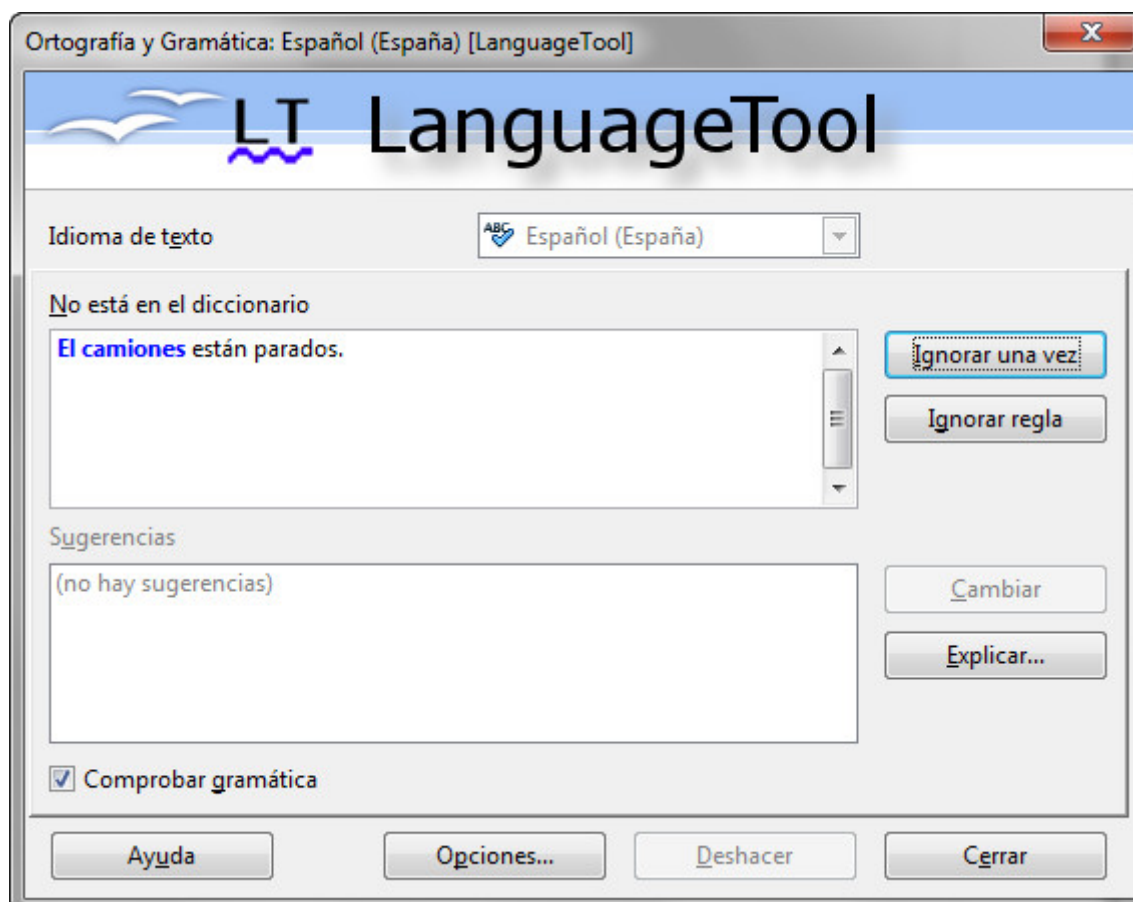 Ortografía y Gramática: Español (España) [LanguageTool]
LT LanguageTool
Idioma de texto
ABC Español (España)
No está en el diccionario
El camiones están parados.
Ignorar una vez
Ignorar regla
Sugerencias
(no hay sugerencias)
Cambiar
Explicar...
Comprobar gramática
Ayuda Opciones... Deshacer Cerrar